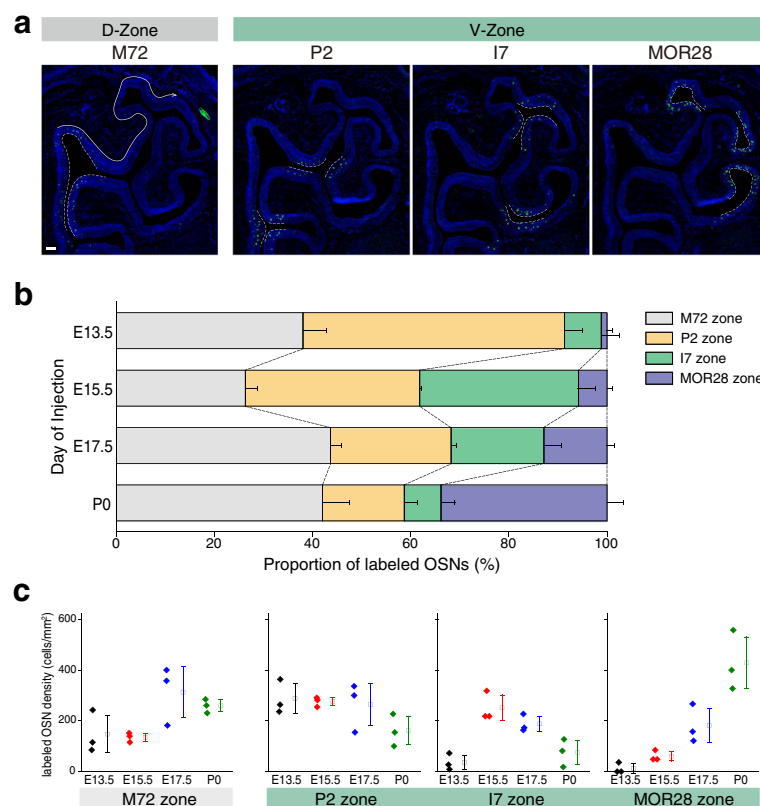 a
D-Zone
V-Zone
M72
P2
I7
MOR28
b
Day of Injection
E13.5
E15.5
E17.5
P0
0
20
40
60
80
100
Proportion of labeled OSNs (%)
M72 zone
P2 zone
I7 zone
MOR28 zone
c
labeled OSN density (cells/mm²)
600
400
200
0
E13.5 E15.5 E17.5 P0
M72 zone
E13.5 E15.5 E17.5 P0
P2 zone
E13.5 E15.5 E17.5 P0
I7 zone
E13.5 E15.5 E17.5 P0
MOR28 zone